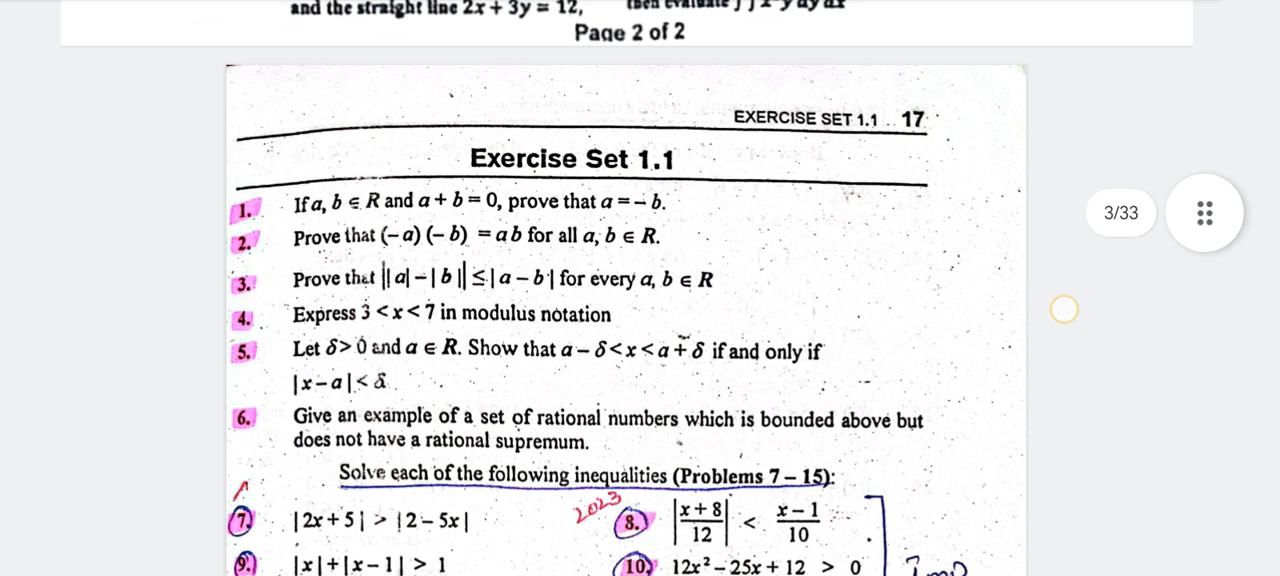 and the straight line 2x + 3y = 12, then evaluate ∫ ∫ x y dy dx
Page 2 of 2
EXERCISE SET 1.1 17
Exercise Set 1.1
1. If a, b ∈ R and a + b = 0, prove that a = – b.
2. Prove that (– a) (– b) = a b for all a, b ∈ R.
3. Prove that ||a| – |b|| ≤ |a – b| for every a, b ∈ R
4. Express 3 < x < 7 in modulus notation
5. Let δ > 0 and a ∈ R. Show that a – δ < x < a + δ if and only if
|x – a| < δ
6. Give an example of a set of rational numbers which is bounded above but
does not have a rational supremum.
Solve each of the following inequalities (Problems 7 – 15):
7. |2x + 5| > |2 – 5x| 2023 8. |x + 8 / 12| < x – 1 / 10
9. |x| + |x – 1| > 1 10. 12x² – 25x + 12 > 0 Imp
3/33